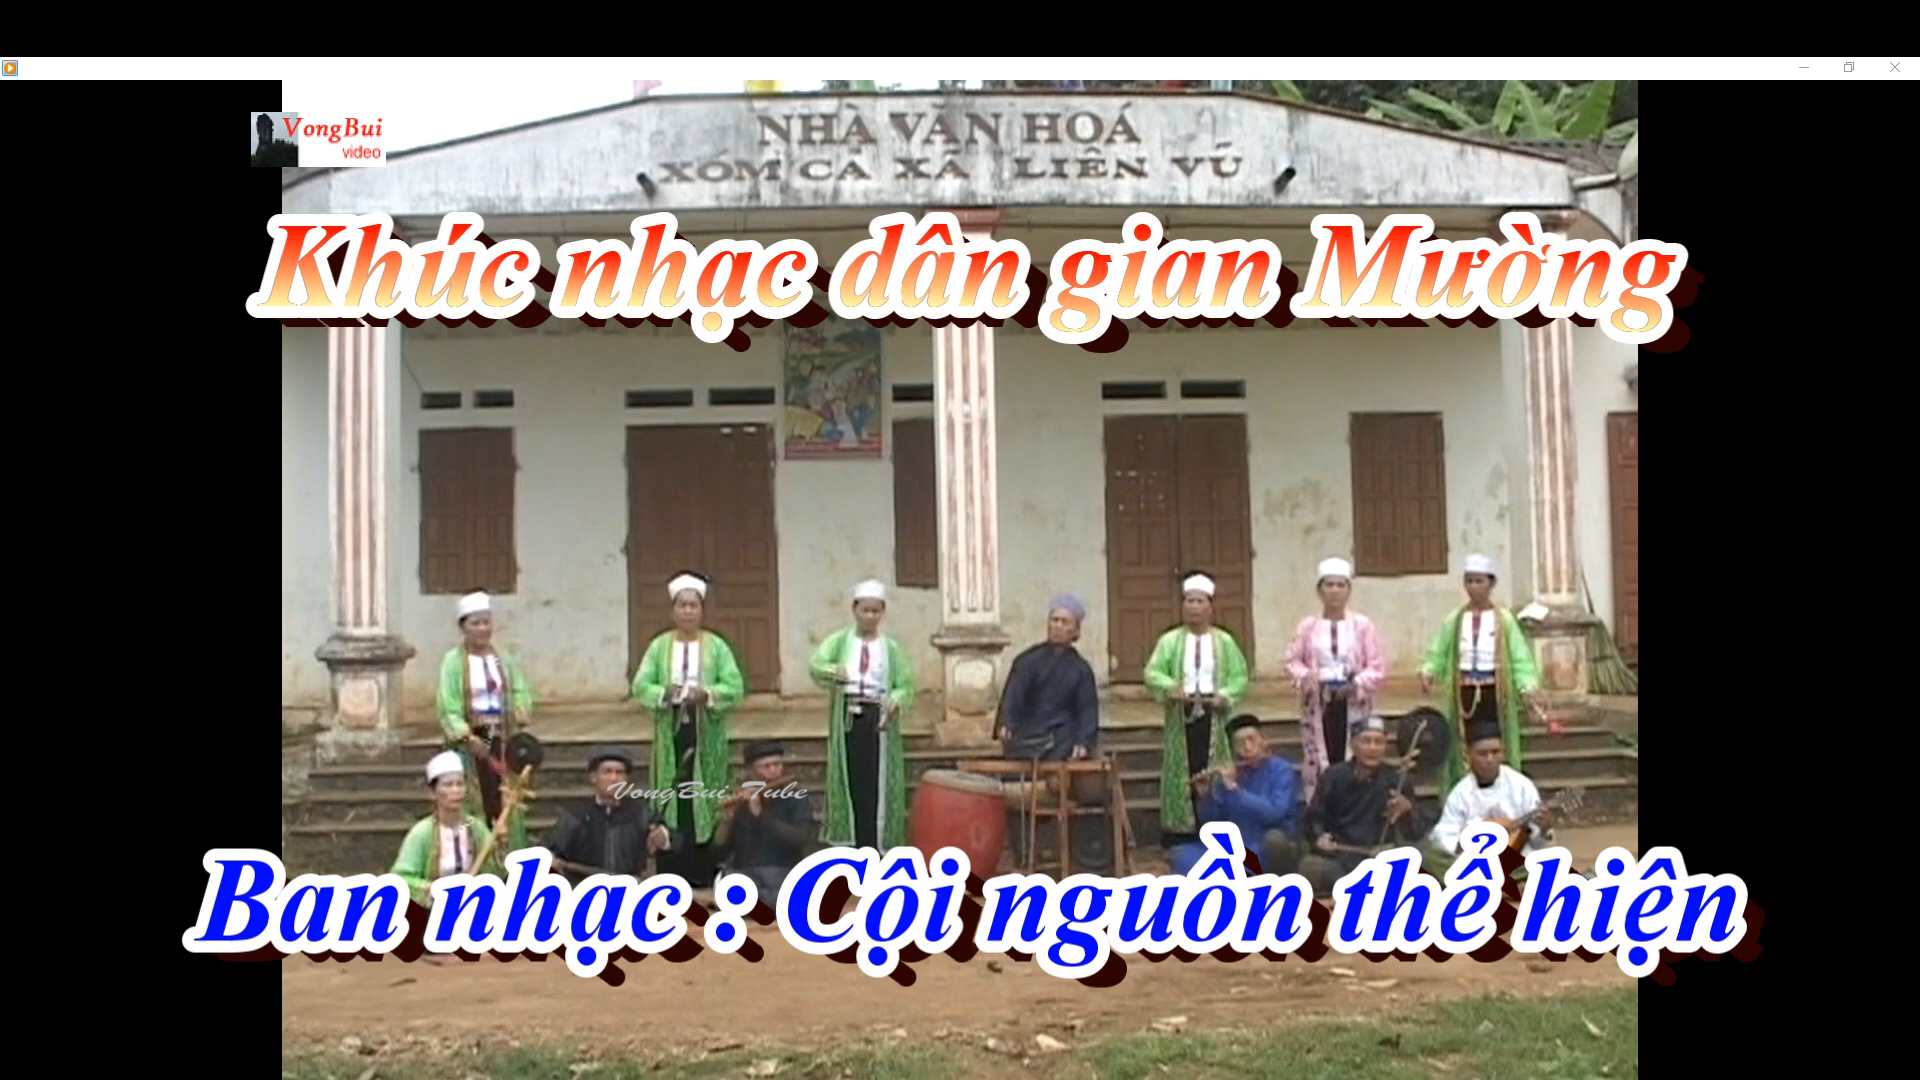 VongBui
video
NHÀ VĂN HOÁ
XÓM CẢ XÃ LIÊN VŨ
Khúc nhạc dân gian Mường
VongBui Tube
Ban nhạc : Cội nguồn thể hiện